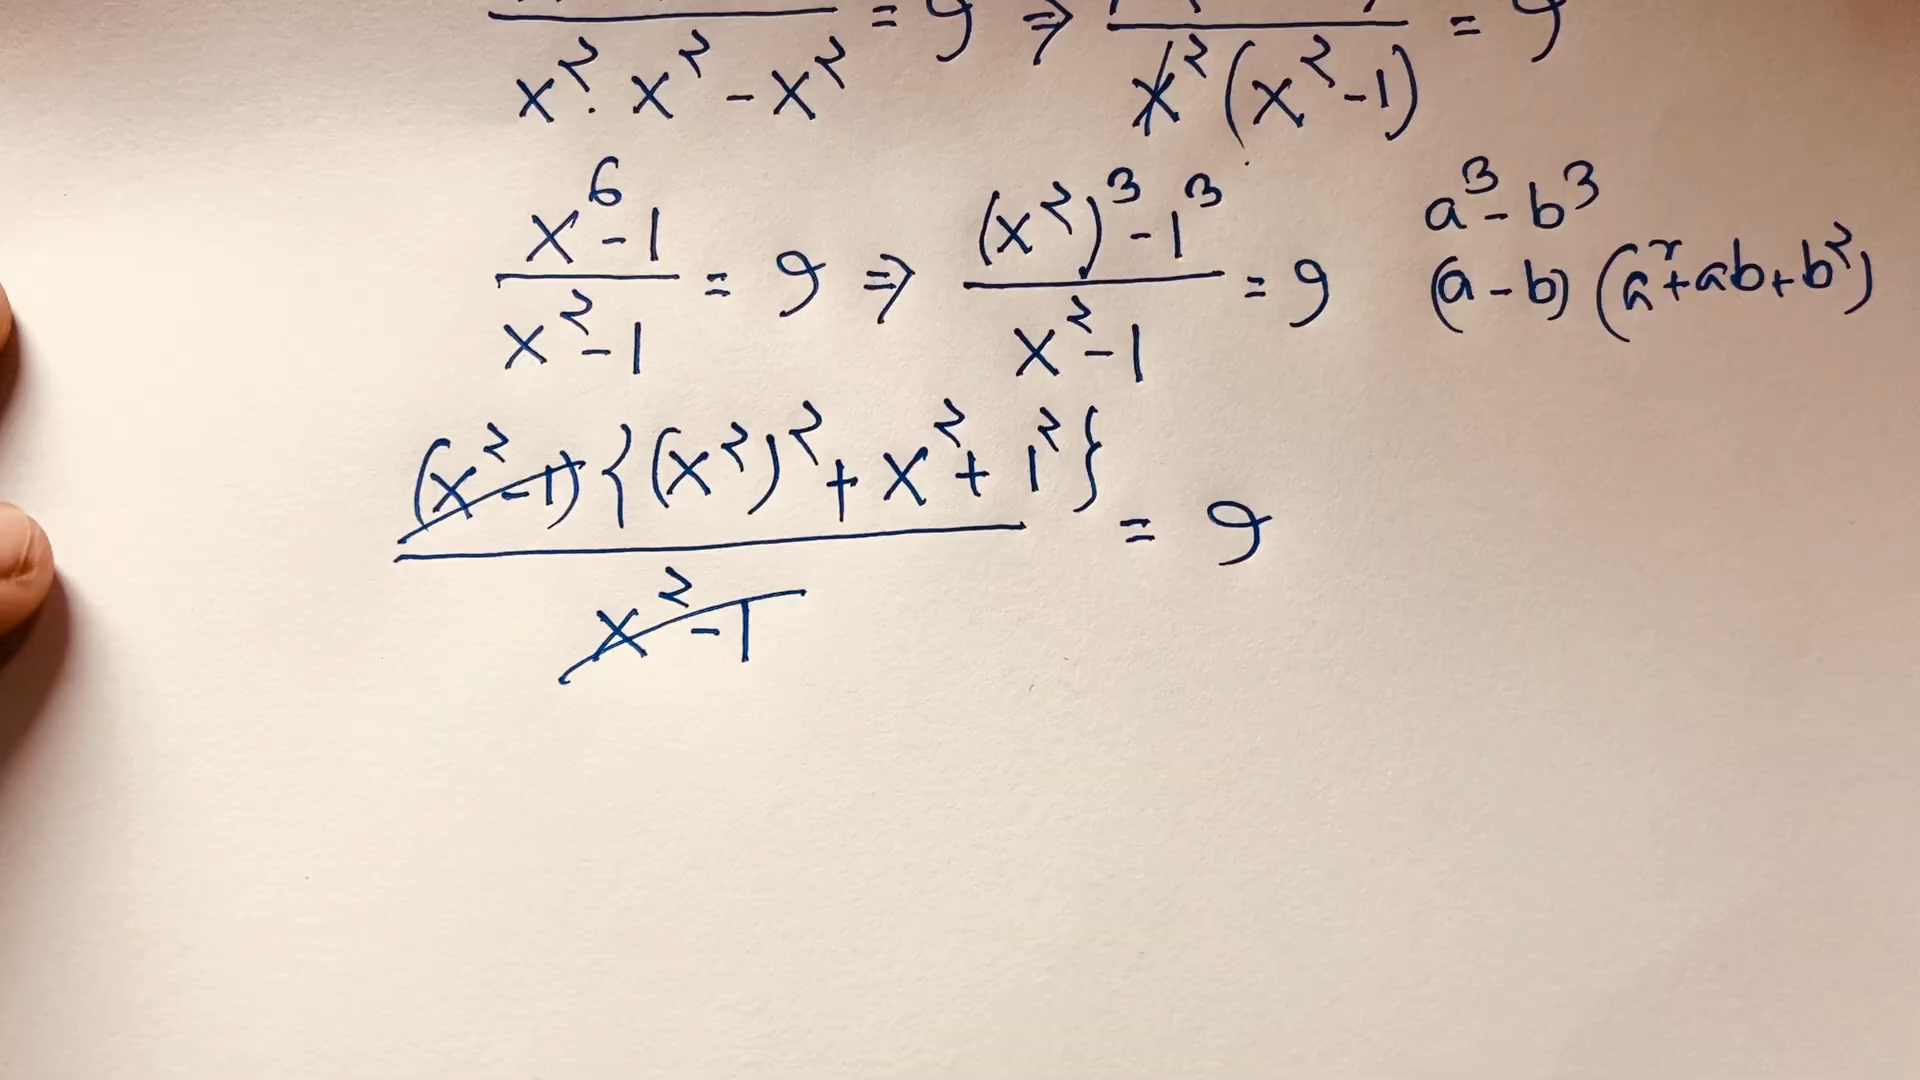 x² · x² - x² = 9 ⇒ x² (x² - 1) = 9
x⁶ - 1 / x² - 1 = 9 ⇒ (x²)³ - 1³ / x² - 1 = 9
a³ - b³
(a - b) (a² + ab + b²)
(x² - 1) {(x²)² + x² + 1²} / x² - 1 = 9